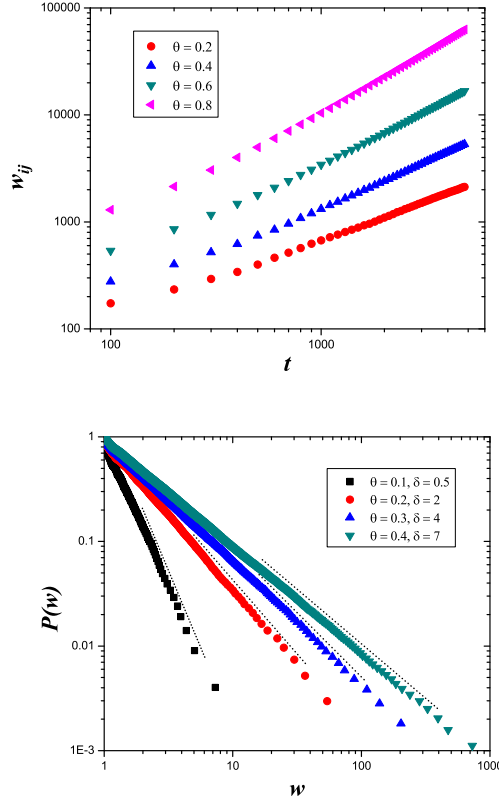 100000
10000
1000
100
w_ij
θ = 0.2
θ = 0.4
θ = 0.6
θ = 0.8
100
1000
t
1
0.1
0.01
1E-3
P(w)
θ = 0.1, δ = 0.5
θ = 0.2, δ = 2
θ = 0.3, δ = 4
θ = 0.4, δ = 7
1
10
100
1000
w